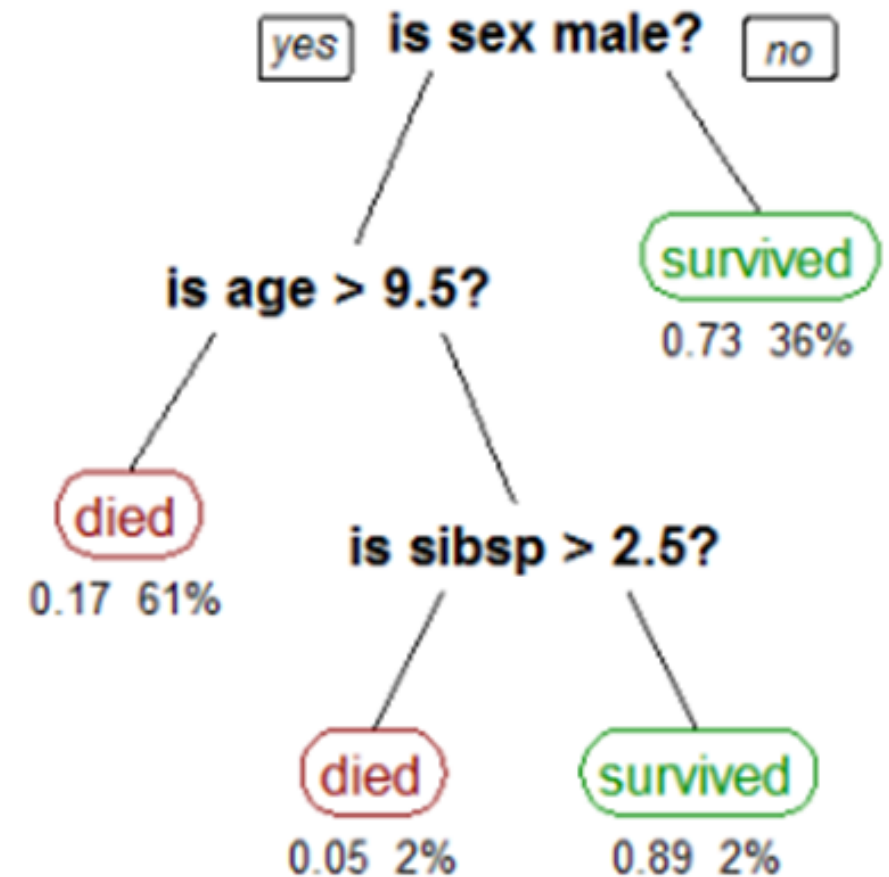 yes is sex male? no
is age > 9.5?
survived
0.73 36%
died
0.17 61%
is sibsp > 2.5?
died survived
0.05 2% 0.89 2%